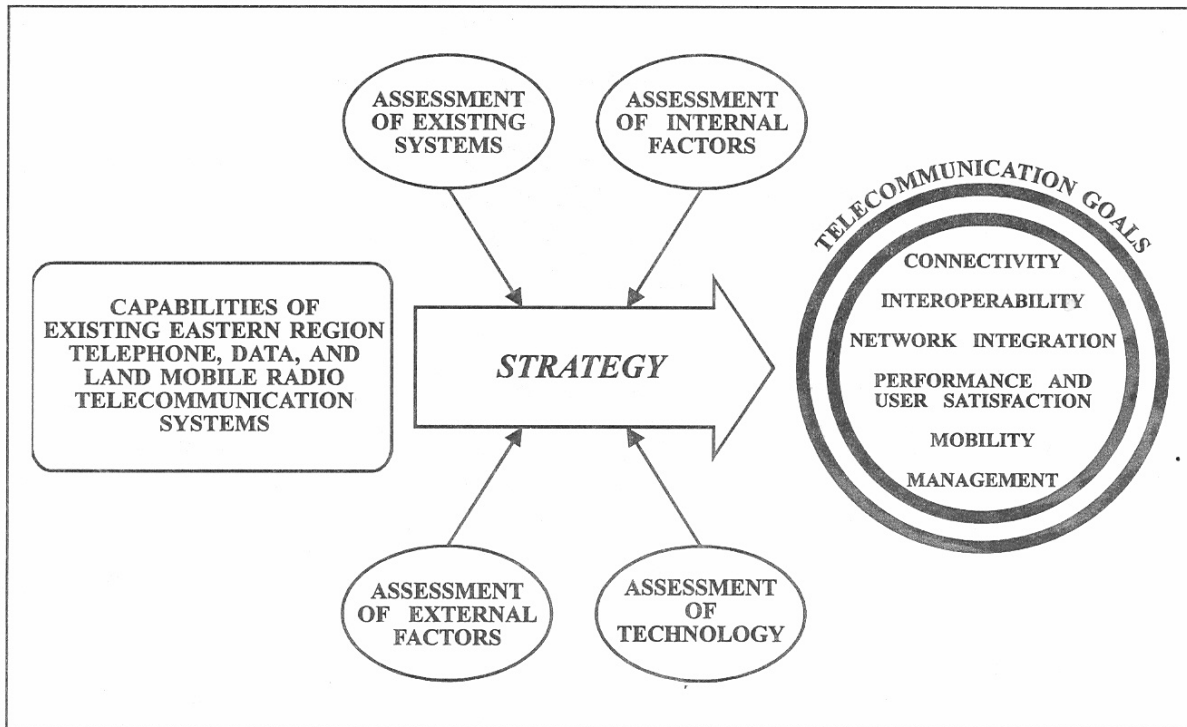 ASSESSMENT
OF EXISTING
SYSTEMS
ASSESSMENT
OF INTERNAL
FACTORS
CAPABILITIES OF
EXISTING EASTERN REGION
TELEPHONE, DATA, AND
LAND MOBILE RADIO
TELECOMMUNICATION
SYSTEMS
STRATEGY
TELECOMMUNICATION GOALS
CONNECTIVITY
INTEROPERABILITY
NETWORK INTEGRATION
PERFORMANCE AND
USER SATISFACTION
MOBILITY
MANAGEMENT
ASSESSMENT
OF EXTERNAL
FACTORS
ASSESSMENT
OF
TECHNOLOGY